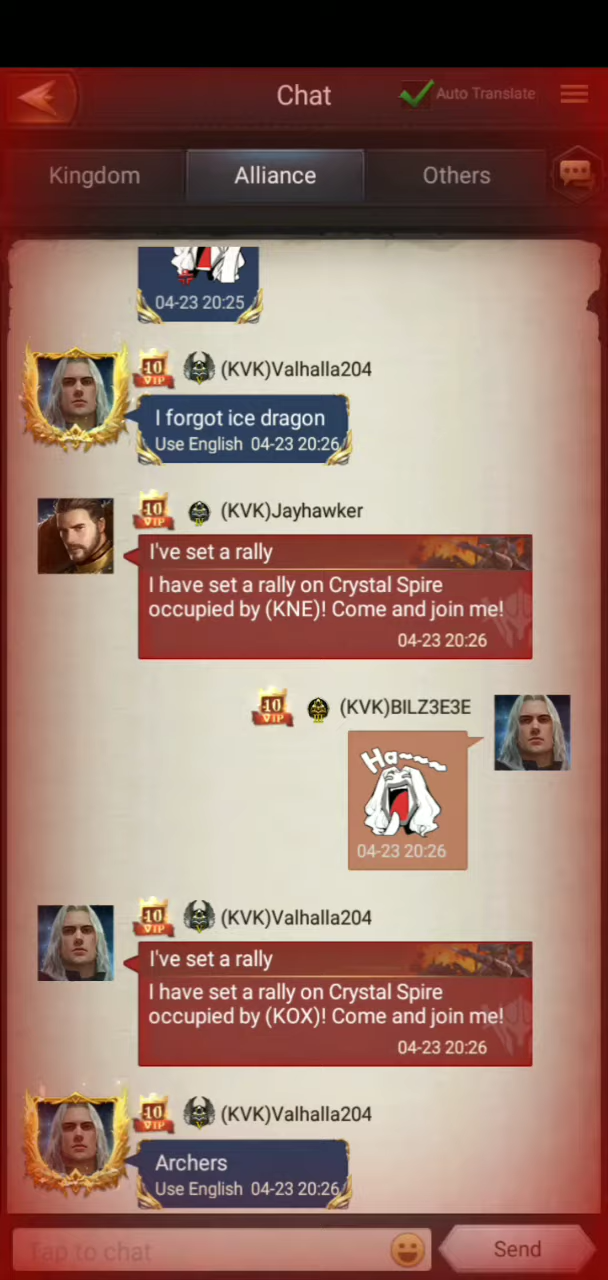 Chat
Auto Translate
Kingdom
Alliance
Others
04-23 20:25
10
VIP
(KVK)Valhalla204
I forgot ice dragon
Use English 04-23 20:26
10
VIP
(KVK)Jayhawker
I've set a rally
I have set a rally on Crystal Spire
occupied by (KNE)! Come and join me!
04-23 20:26
10
VIP
(KVK)BILZ3E3E
Ha~~~~
04-23 20:26
10
VIP
(KVK)Valhalla204
I've set a rally
I have set a rally on Crystal Spire
occupied by (KOX)! Come and join me!
04-23 20:26
10
VIP
(KVK)Valhalla204
Archers
Use English 04-23 20:26
Tap to chat
Send